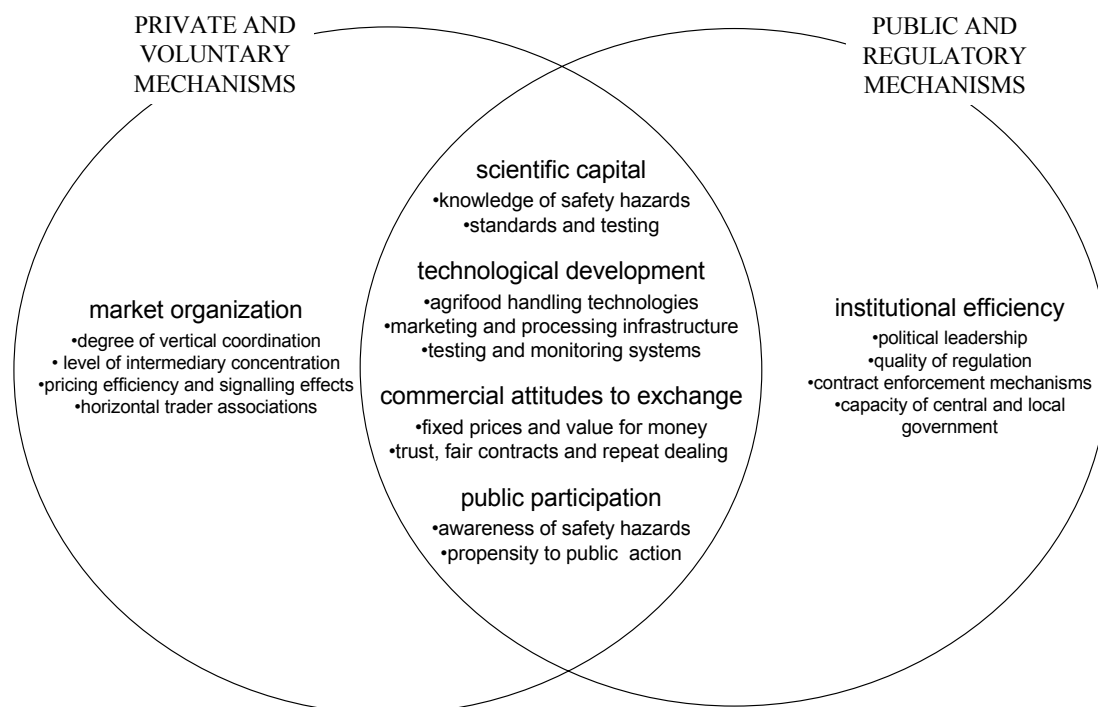 PRIVATE AND
VOLUNTARY
MECHANISMS
PUBLIC AND
REGULATORY
MECHANISMS
scientific capital
•knowledge of safety hazards
•standards and testing
technological development
•agrifood handling technologies
•marketing and processing infrastructure
•testing and monitoring systems
commercial attitudes to exchange
•fixed prices and value for money
•trust, fair contracts and repeat dealing
public participation
•awareness of safety hazards
•propensity to public action
market organization
•degree of vertical coordination
• level of intermediary concentration
•pricing efficiency and signalling effects
•horizontal trader associations
institutional efficiency
•political leadership
•quality of regulation
•contract enforcement mechanisms
•capacity of central and local
government